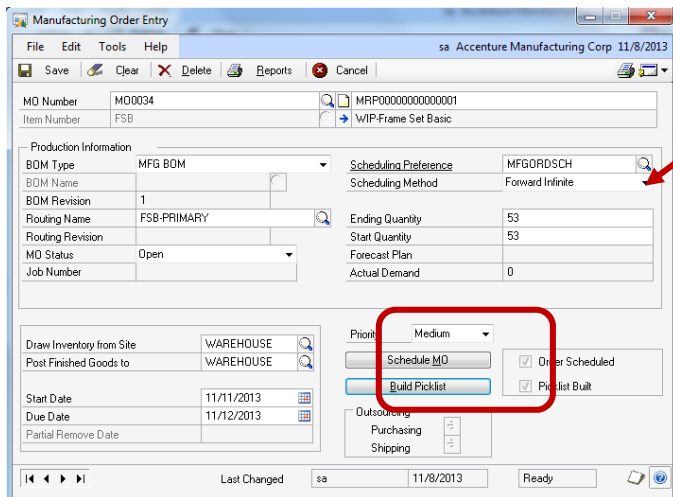 Manufacturing Order Entry
File Edit Tools Help sa Accenture Manufacturing Corp 11/8/2013
Save Clear Delete Reports Cancel
MO Number MO0034 MRP00000000000001
Item Number FSB WIP-Frame Set Basic
Production Information
BOM Type MFG BOM Scheduling Preference MFGORDSCH
BOM Name Scheduling Method Forward Infinite
BOM Revision 1
Routing Name FSB-PRIMARY Ending Quantity 53
Routing Revision Start Quantity 53
MO Status Open Forecast Plan
Job Number Actual Demand 0
Priority Medium
Draw Inventory from Site WAREHOUSE Schedule MO Order Scheduled
Post Finished Goods to WAREHOUSE Build Picklist Picklist Built
Start Date 11/11/2013
Due Date 11/12/2013 Outsourcing
Partial Remove Date Purchasing
Shipping
Last Changed sa 11/8/2013 Ready